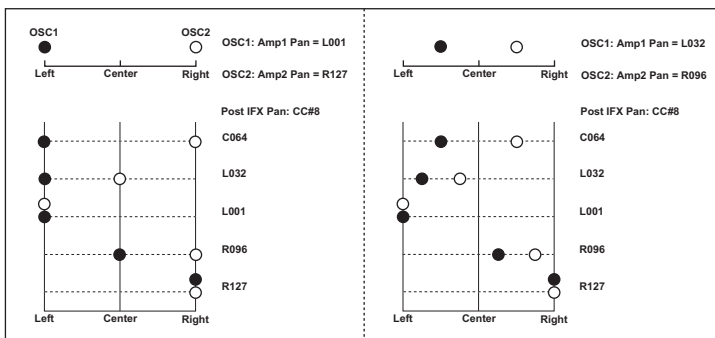 OSC1 OSC2
OSC1: Amp1 Pan = L001
Left Center Right
OSC2: Amp2 Pan = R127
Post IFX Pan: CC#8
C064
L032
L001
R096
R127
Left Center Right
OSC1: Amp1 Pan = L032
Left Center Right
OSC2: Amp2 Pan = R096
Post IFX Pan: CC#8
C064
L032
L001
R096
R127
Left Center Right